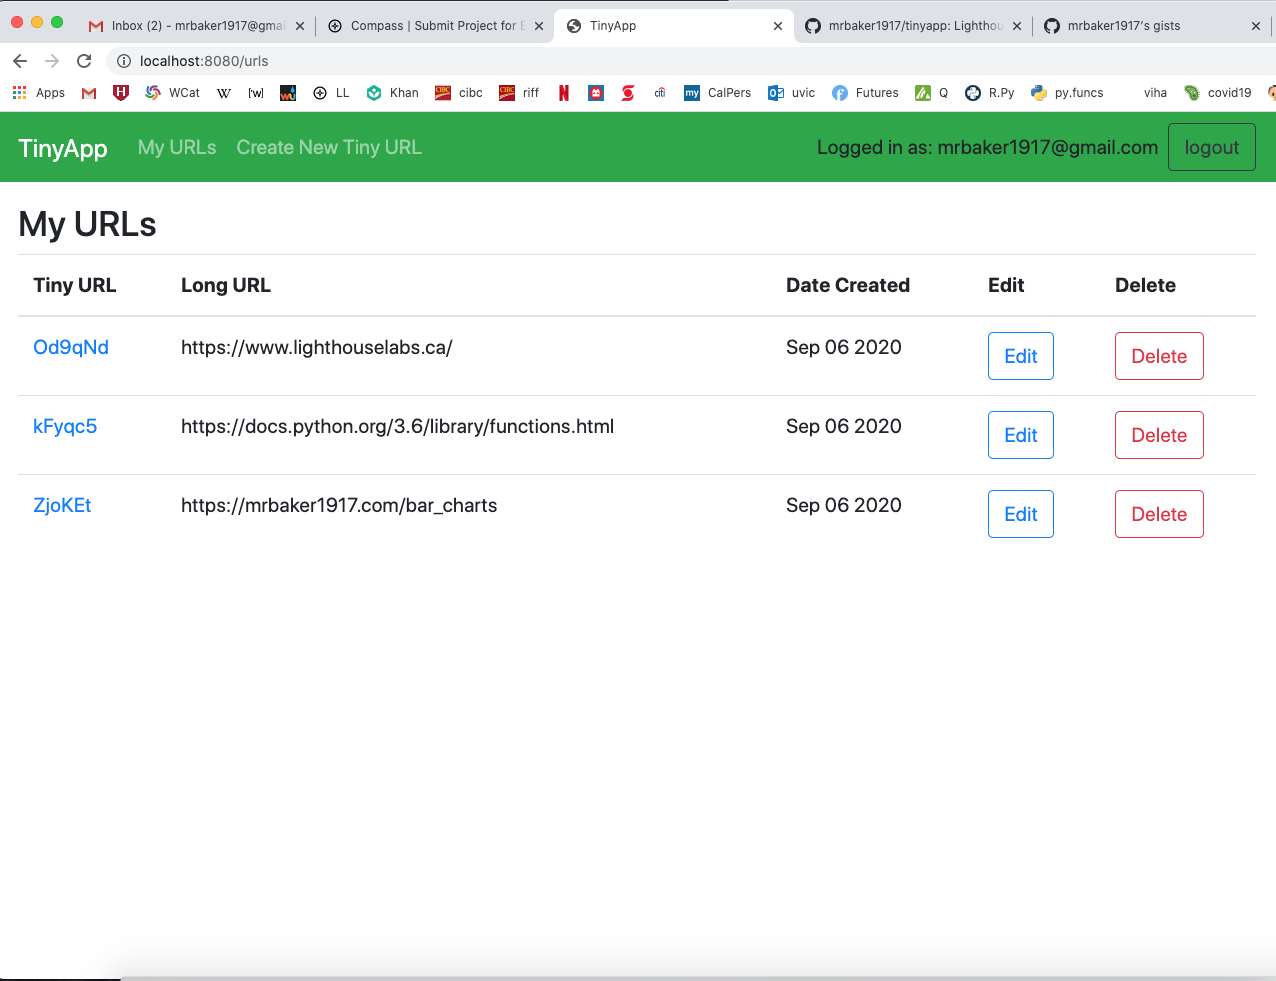 Inbox (2) - mrbaker1917@gmai
Compass | Submit Project for E
TinyApp
mrbaker1917/tinyapp: Lighthou
mrbaker1917's gists
localhost:8080/urls
Apps WCat W [w] LL Khan CIBC cibc CIBC riff N citi my CalPers uvic Futures Q R.Py py.funcs viha covid19
TinyApp My URLs Create New Tiny URL Logged in as: mrbaker1917@gmail.com logout
My URLs
Tiny URL Long URL Date Created Edit Delete
Od9qNd https://www.lighthouselabs.ca/ Sep 06 2020 Edit Delete
kFyqc5 https://docs.python.org/3.6/library/functions.html Sep 06 2020 Edit Delete
ZjoKEt https://mrbaker1917.com/bar_charts Sep 06 2020 Edit Delete